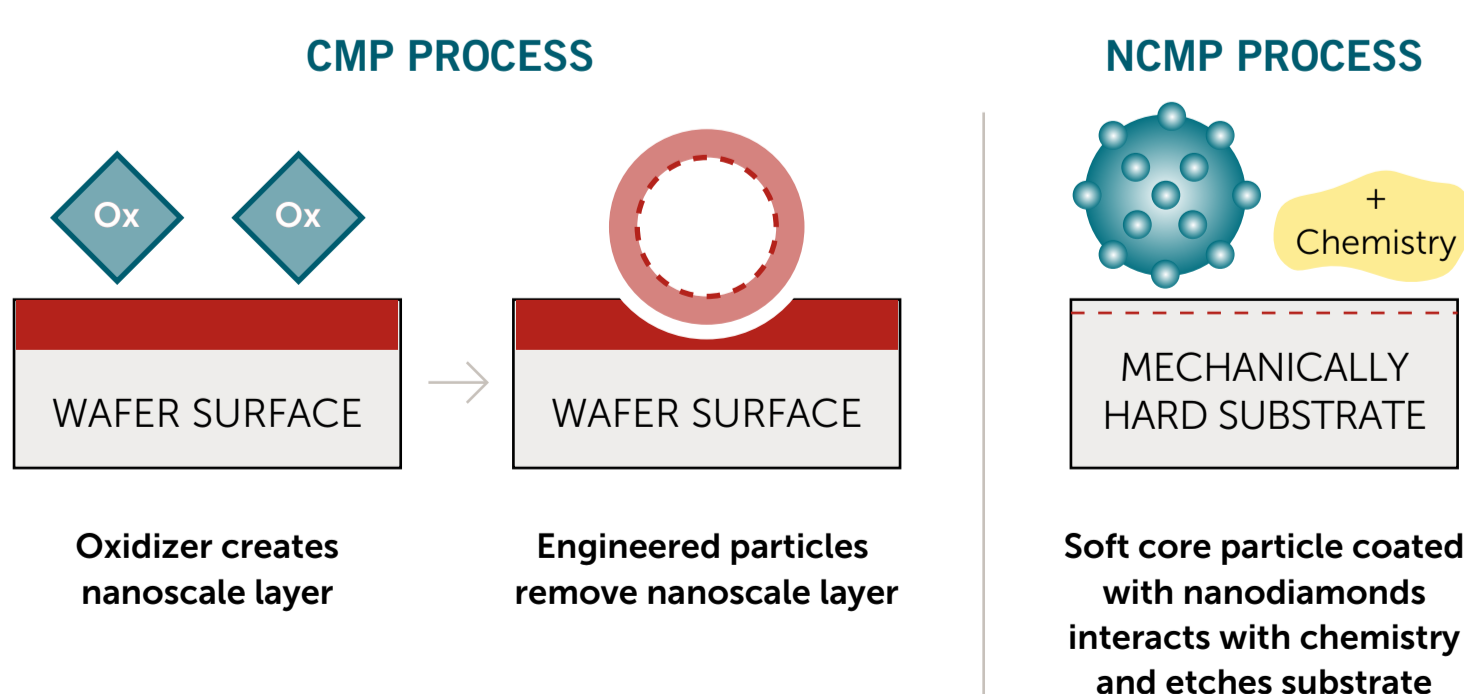 CMP PROCESS
Ox
Ox
WAFER SURFACE
WAFER SURFACE
Oxidizer creates
nanoscale layer
Engineered particles
remove nanoscale layer
NCMP PROCESS
+
Chemistry
MECHANICALLY
HARD SUBSTRATE
Soft core particle coated
with nanodiamonds
interacts with chemistry
and etches substrate